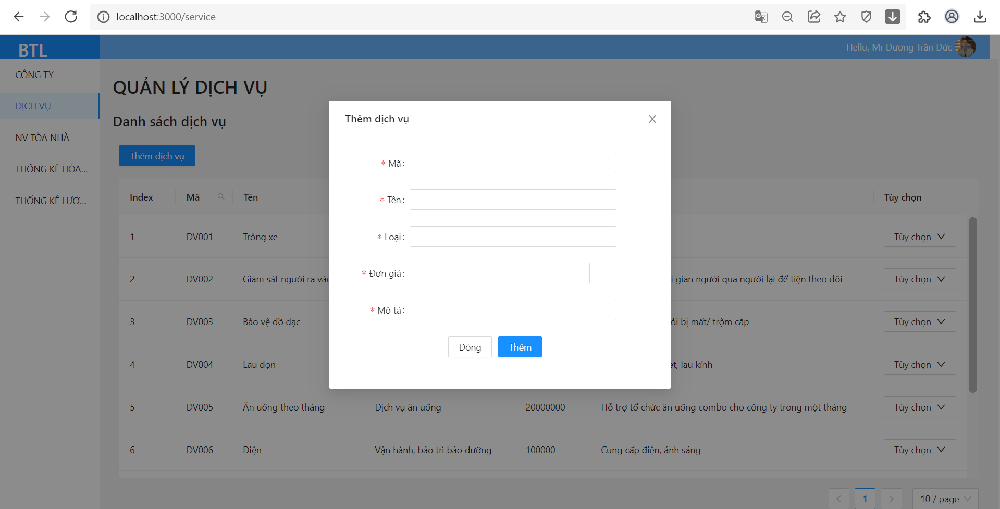 localhost:3000/service
BTL
Hello, Mr Dương Trần Đức
CÔNG TY
DỊCH VỤ
NV TÒA NHÀ
THỐNG KÊ HÓA...
THỐNG KÊ LƯƠ...
QUẢN LÝ DỊCH VỤ
Danh sách dịch vụ
Thêm dịch vụ
Thêm dịch vụ
* Mã:
* Tên:
* Loại:
* Đơn giá:
* Mô tả:
Đóng
Thêm
Index Mã Tên Tùy chọn
1 DV001 Trông xe Tùy chọn
2 DV002 Giám sát người ra vào gian người qua người lại để tiện theo dõi Tùy chọn
3 DV003 Bảo vệ đồ đạc bị mất/ trộm cắp Tùy chọn
4 DV004 Lau dọn lau kính Tùy chọn
5 DV005 Ăn uống theo tháng Dịch vụ ăn uống 20000000 Hỗ trợ tổ chức ăn uống combo cho công ty trong một tháng Tùy chọn
6 DV006 Điện Vận hành, bảo trì bảo dưỡng 100000 Cung cấp điện, ánh sáng Tùy chọn
< 1 > 10 / page